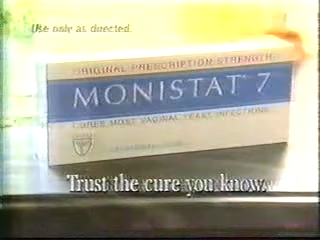 Use only as directed.
ORIGINAL PRESCRIPTION STRENGTH
MONISTAT 7
CURES MOST VAGINAL YEAST INFECTIONS
Trust the cure you know.